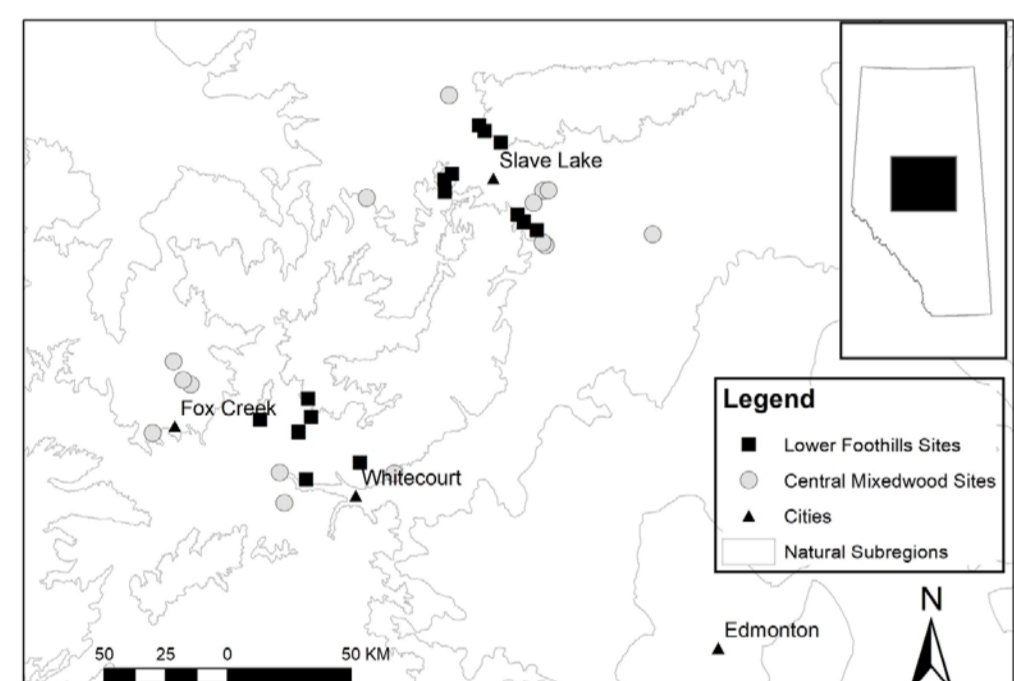 Slave Lake
Fox Creek
Whitecourt
Legend
Lower Foothills Sites
Central Mixedwood Sites
Cities
Natural Subregions
N
Edmonton
50 25 0 50 KM